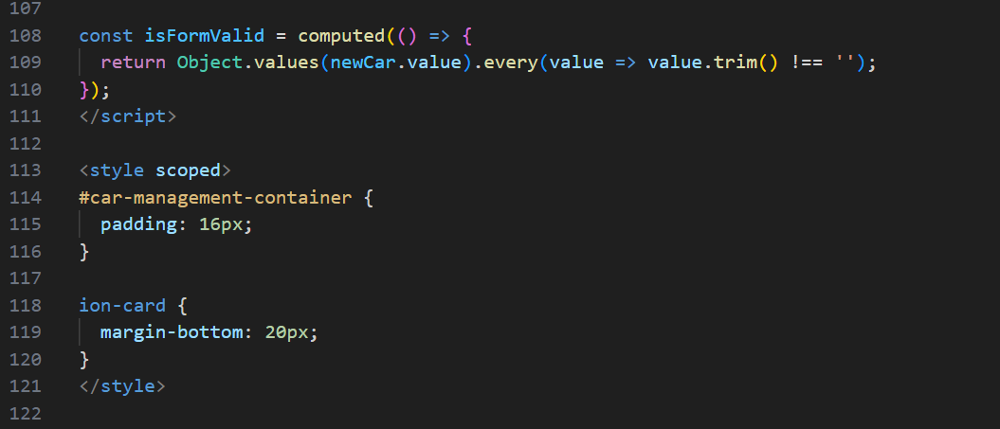 107
108 const isFormValid = computed(() => {
109   return Object.values(newCar.value).every(value => value.trim() !== '');
110 });
111 </script>
112
113 <style scoped>
114 #car-management-container {
115   padding: 16px;
116 }
117
118 ion-card {
119   margin-bottom: 20px;
120 }
121 </style>
122